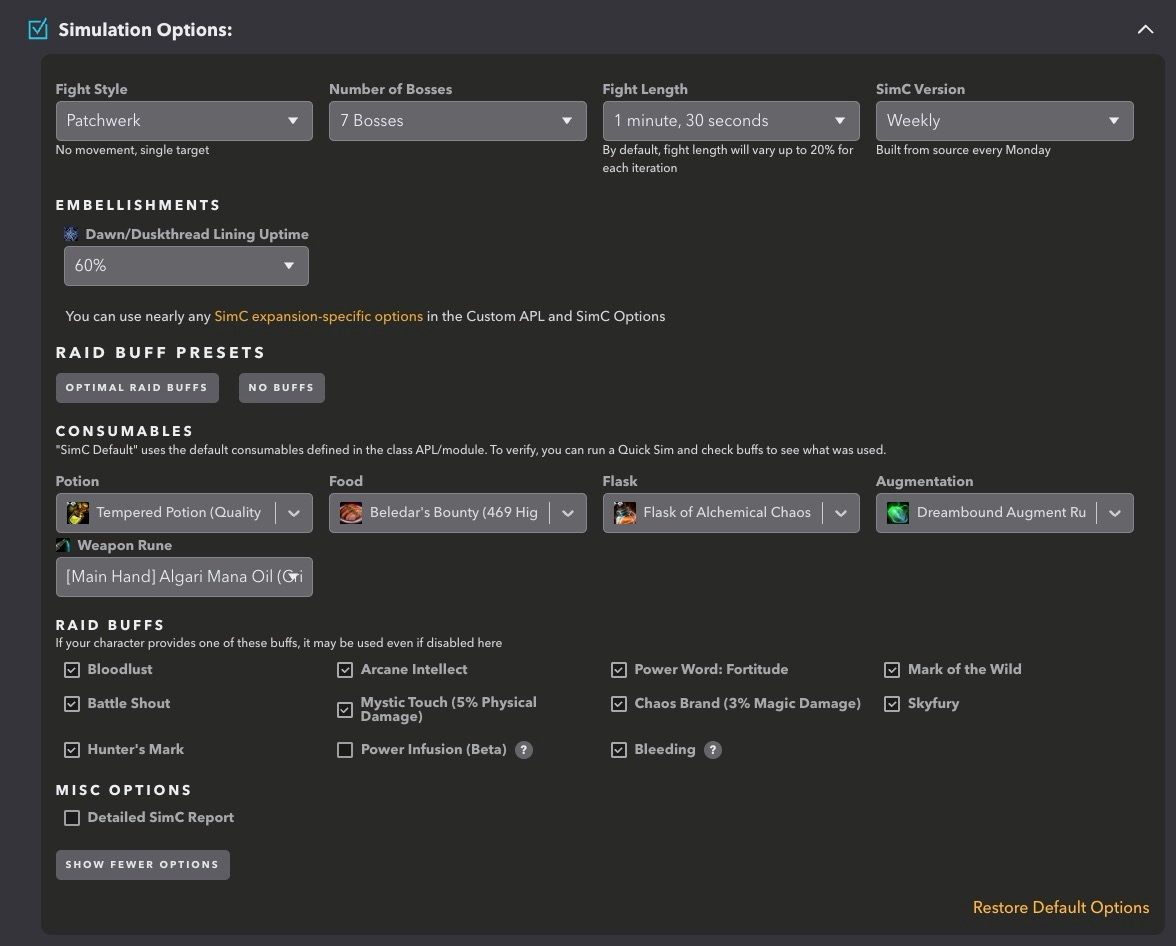 Simulation Options:
Fight Style
Number of Bosses
Fight Length
SimC Version
Patchwerk
7 Bosses
1 minute, 30 seconds
Weekly
No movement, single target
By default, fight length will vary up to 20% for
each iteration
Built from source every Monday
EMBELLISHMENTS
Dawn/Duskthread Lining Uptime
60%
You can use nearly any SimC expansion-specific options in the Custom APL and SimC Options
RAID BUFF PRESETS
OPTIMAL RAID BUFFS
NO BUFFS
CONSUMABLES
"SimC Default" uses the default consumables defined in the class APL/module. To verify, you can run a Quick Sim and check buffs to see what was used.
Potion
Food
Flask
Augmentation
Tempered Potion (Quality
Beledar's Bounty (469 Hig
Flask of Alchemical Chaos
Dreambound Augment Ru
Weapon Rune
[Main Hand] Algari Mana Oil (Cri
RAID BUFFS
If your character provides one of these buffs, it may be used even if disabled here
Bloodlust
Arcane Intellect
Power Word: Fortitude
Mark of the Wild
Battle Shout
Mystic Touch (5% Physical
Damage)
Chaos Brand (3% Magic Damage)
Skyfury
Hunter's Mark
Power Infusion (Beta) ?
Bleeding ?
MISC OPTIONS
Detailed SimC Report
SHOW FEWER OPTIONS
Restore Default Options